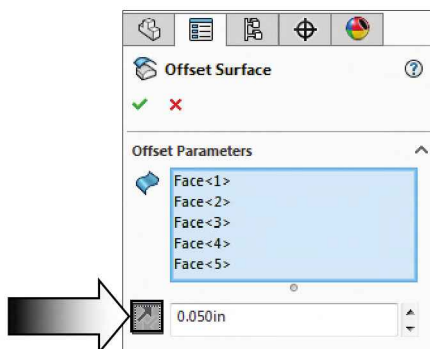 Offset Surface
Offset Parameters
Face<1>
Face<2>
Face<3>
Face<4>
Face<5>
0.050in